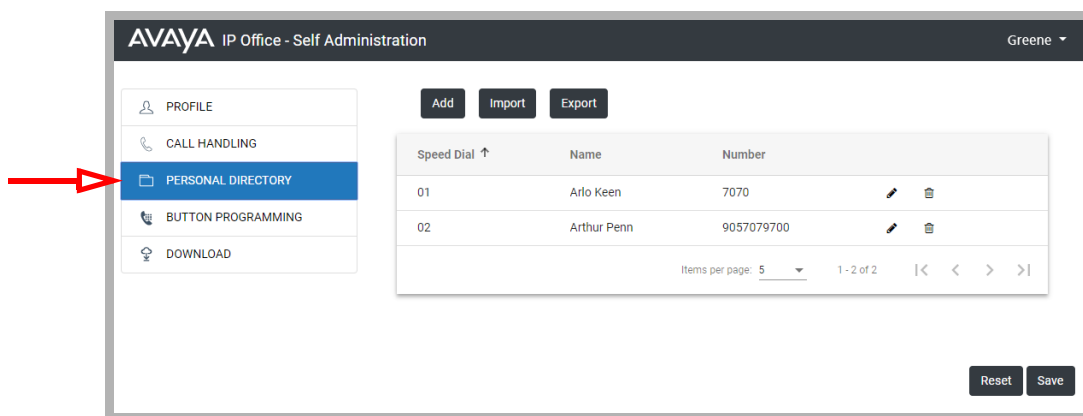 AVAYA IP Office - Self Administration Greene
PROFILE
CALL HANDLING
PERSONAL DIRECTORY
BUTTON PROGRAMMING
DOWNLOAD
Add Import Export
Speed Dial Name Number
01 Arlo Keen 7070
02 Arthur Penn 9057079700
Items per page: 5 1 - 2 of 2
Reset Save